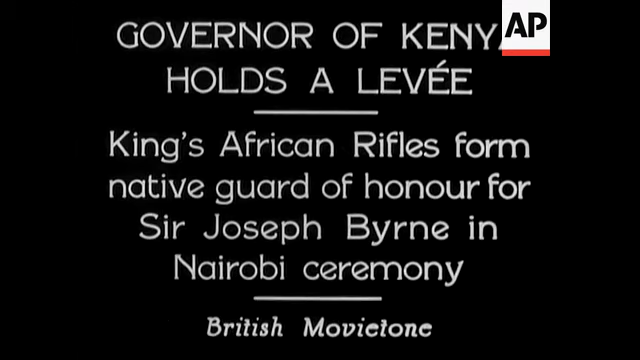 AP
GOVERNOR OF KENYA
HOLDS A LEVÉE
King's African Rifles form
native guard of honour for
Sir Joseph Byrne in
Nairobi ceremony
British Movietone